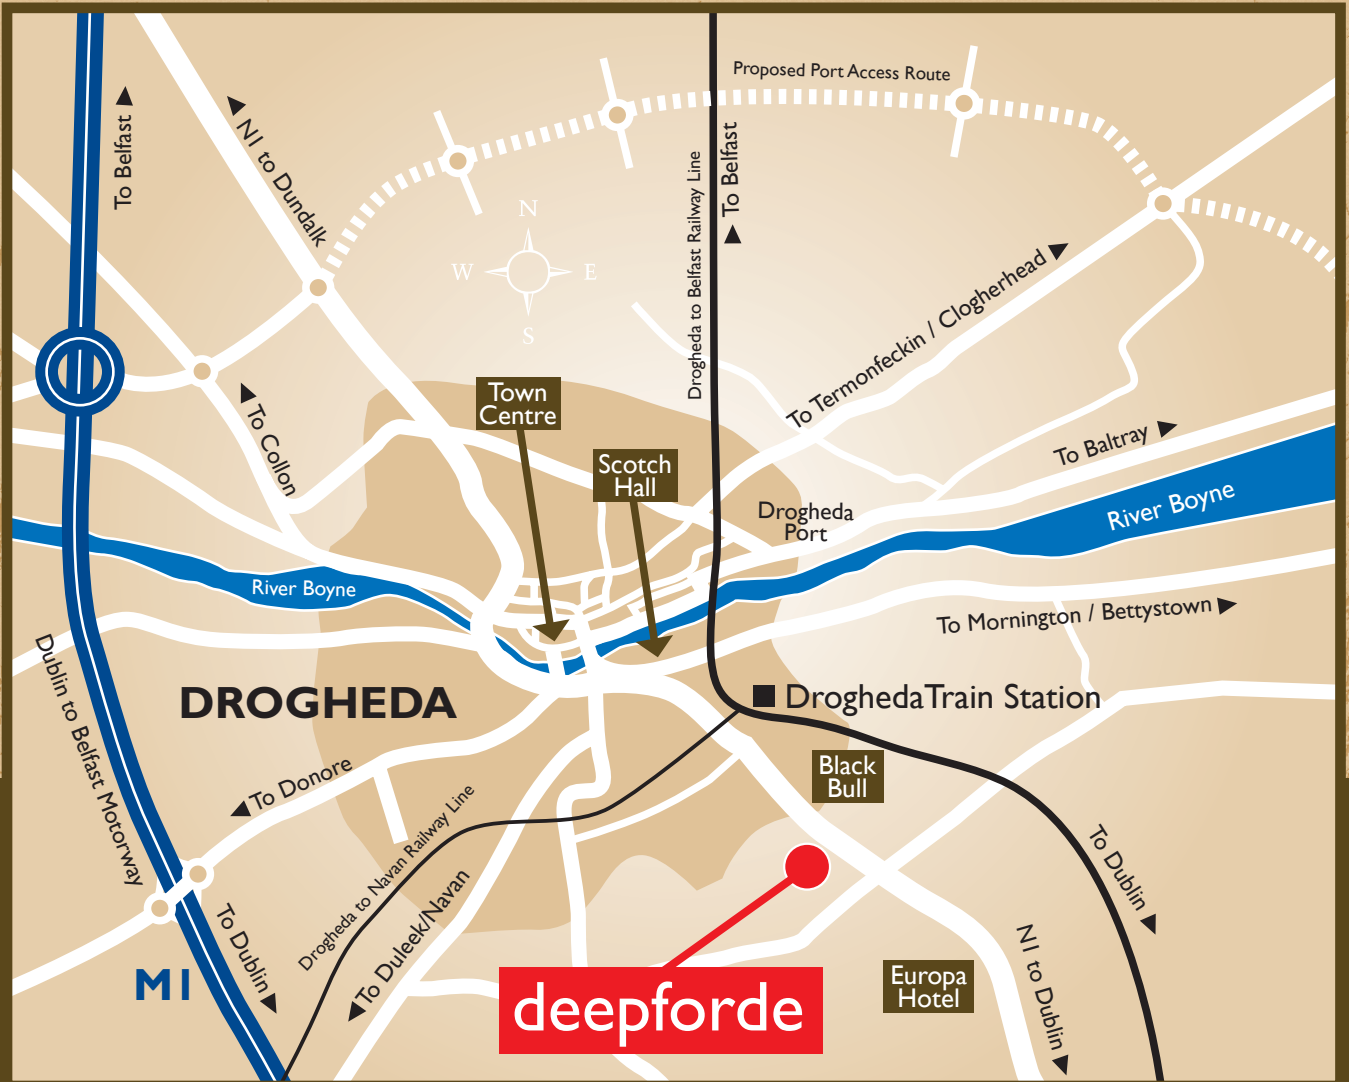 Proposed Port Access Route
To Belfast
N1 to Dundalk
Drogheda to Belfast Railway Line
To Belfast
N
W
E
S
To Termonfeckin / Clogherhead
Town
Centre
To Collon
Scotch
Hall
To Baltray
Drogheda
Port
River Boyne
River Boyne
To Mornington / Bettystown
Dublin to Belfast Motorway
DROGHEDA
Drogheda Train Station
Black
Bull
To Donore
Drogheda to Navan Railway Line
To Dublin
To Duleek/Navan
To Dublin
N1 to Dublin
M1
Europa
Hotel
deepforde